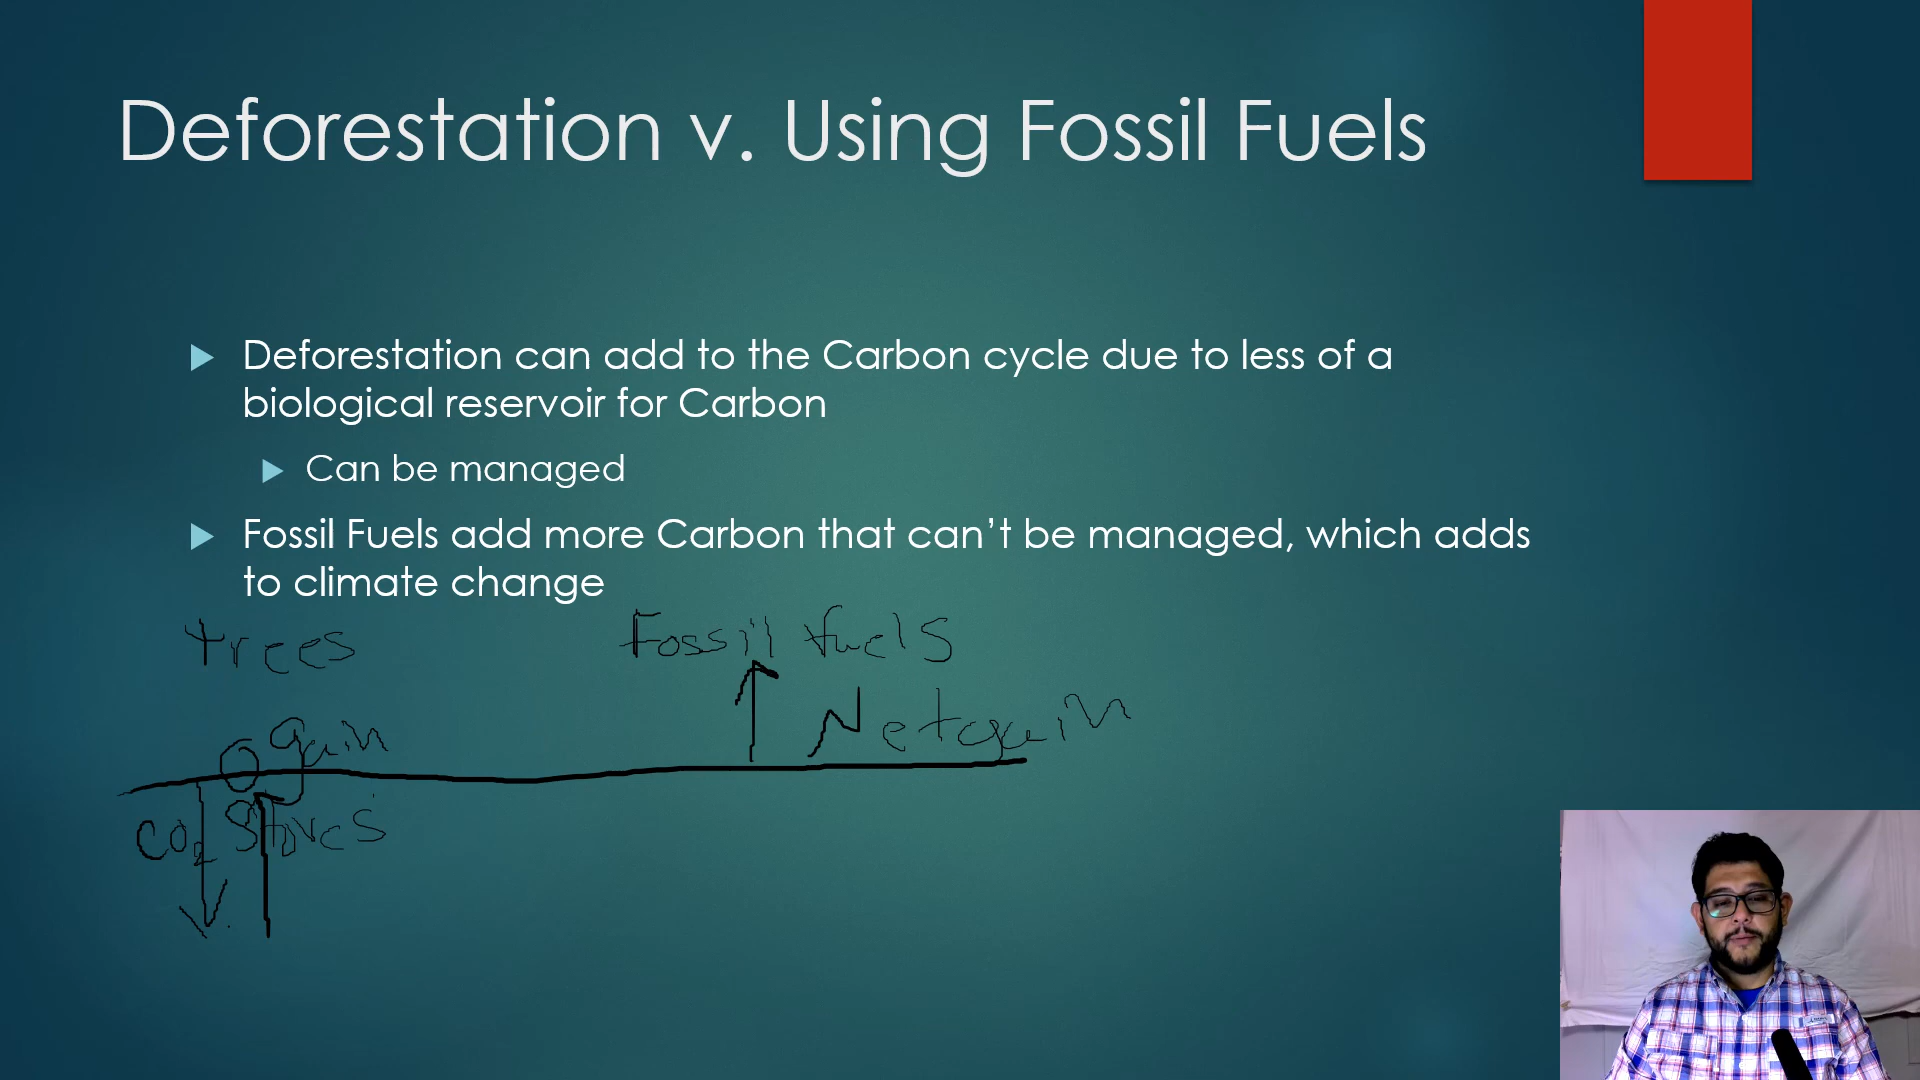 Deforestation v. Using Fossil Fuels
Deforestation can add to the Carbon cycle due to less of a
biological reservoir for Carbon
Can be managed
Fossil Fuels add more Carbon that can’t be managed, which adds
to climate change
trees
Fossil fuels
0 gain
Net gain
CO2 stores